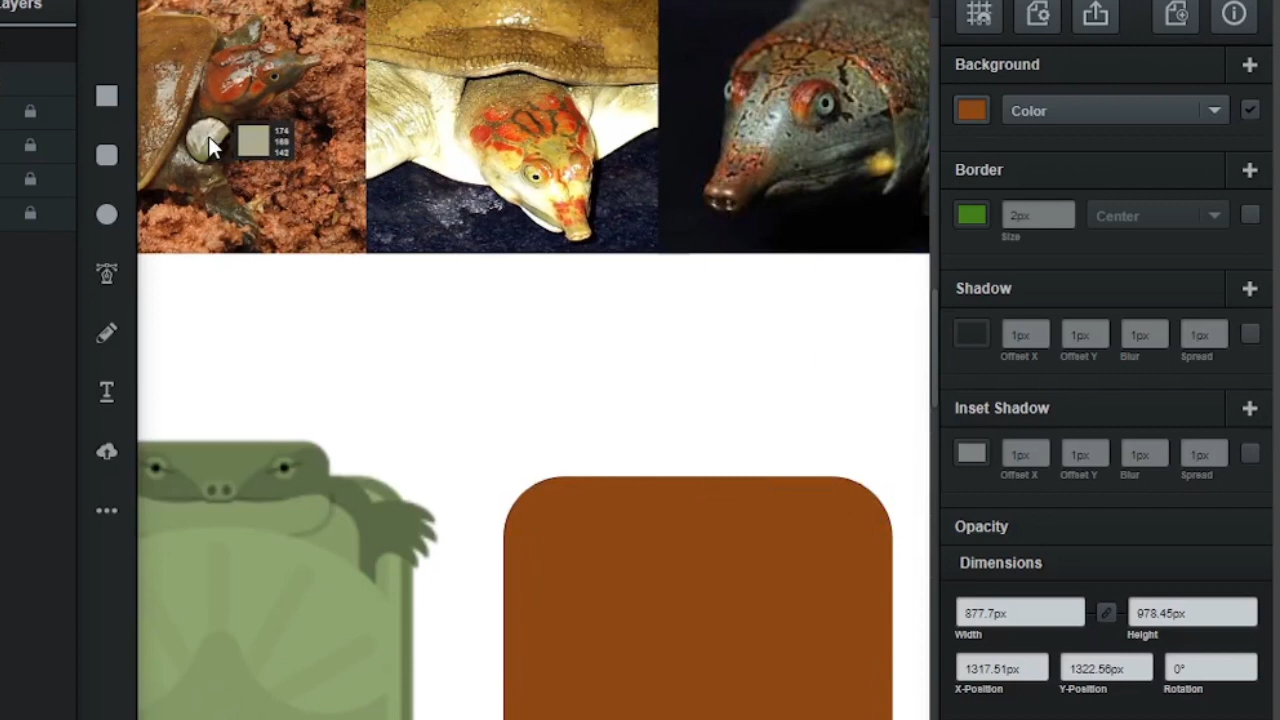 ayers
174
169
142
Background
Color
Border
2px
Center
Size
Shadow
1px
1px
1px
1px
Offset X
Offset Y
Blur
Spread
Inset Shadow
1px
1px
1px
1px
Offset X
Offset Y
Blur
Spread
Opacity
Dimensions
877.7px
978.45px
Width
Height
1317.51px
1322.56px
0°
X-Position
Y-Position
Rotation